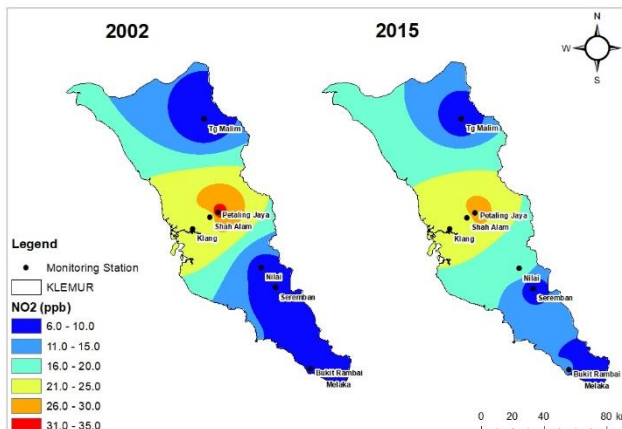 2002
2015
N
W
E
S
Tg Malim
Petaling Jaya
Shah Alam
Klang
Nilai
Seremban
Bukit Rambai
Melaka
Tg Malim
Petaling Jaya
Shah Alam
Klang
Nilai
Seremban
Bukit Rambai
Melaka
Legend
Monitoring Station
KLEMUR
NO2 (ppb)
6.0 - 10.0
11.0 - 15.0
16.0 - 20.0
21.0 - 25.0
26.0 - 30.0
31.0 - 35.0
0 20 40 80 km